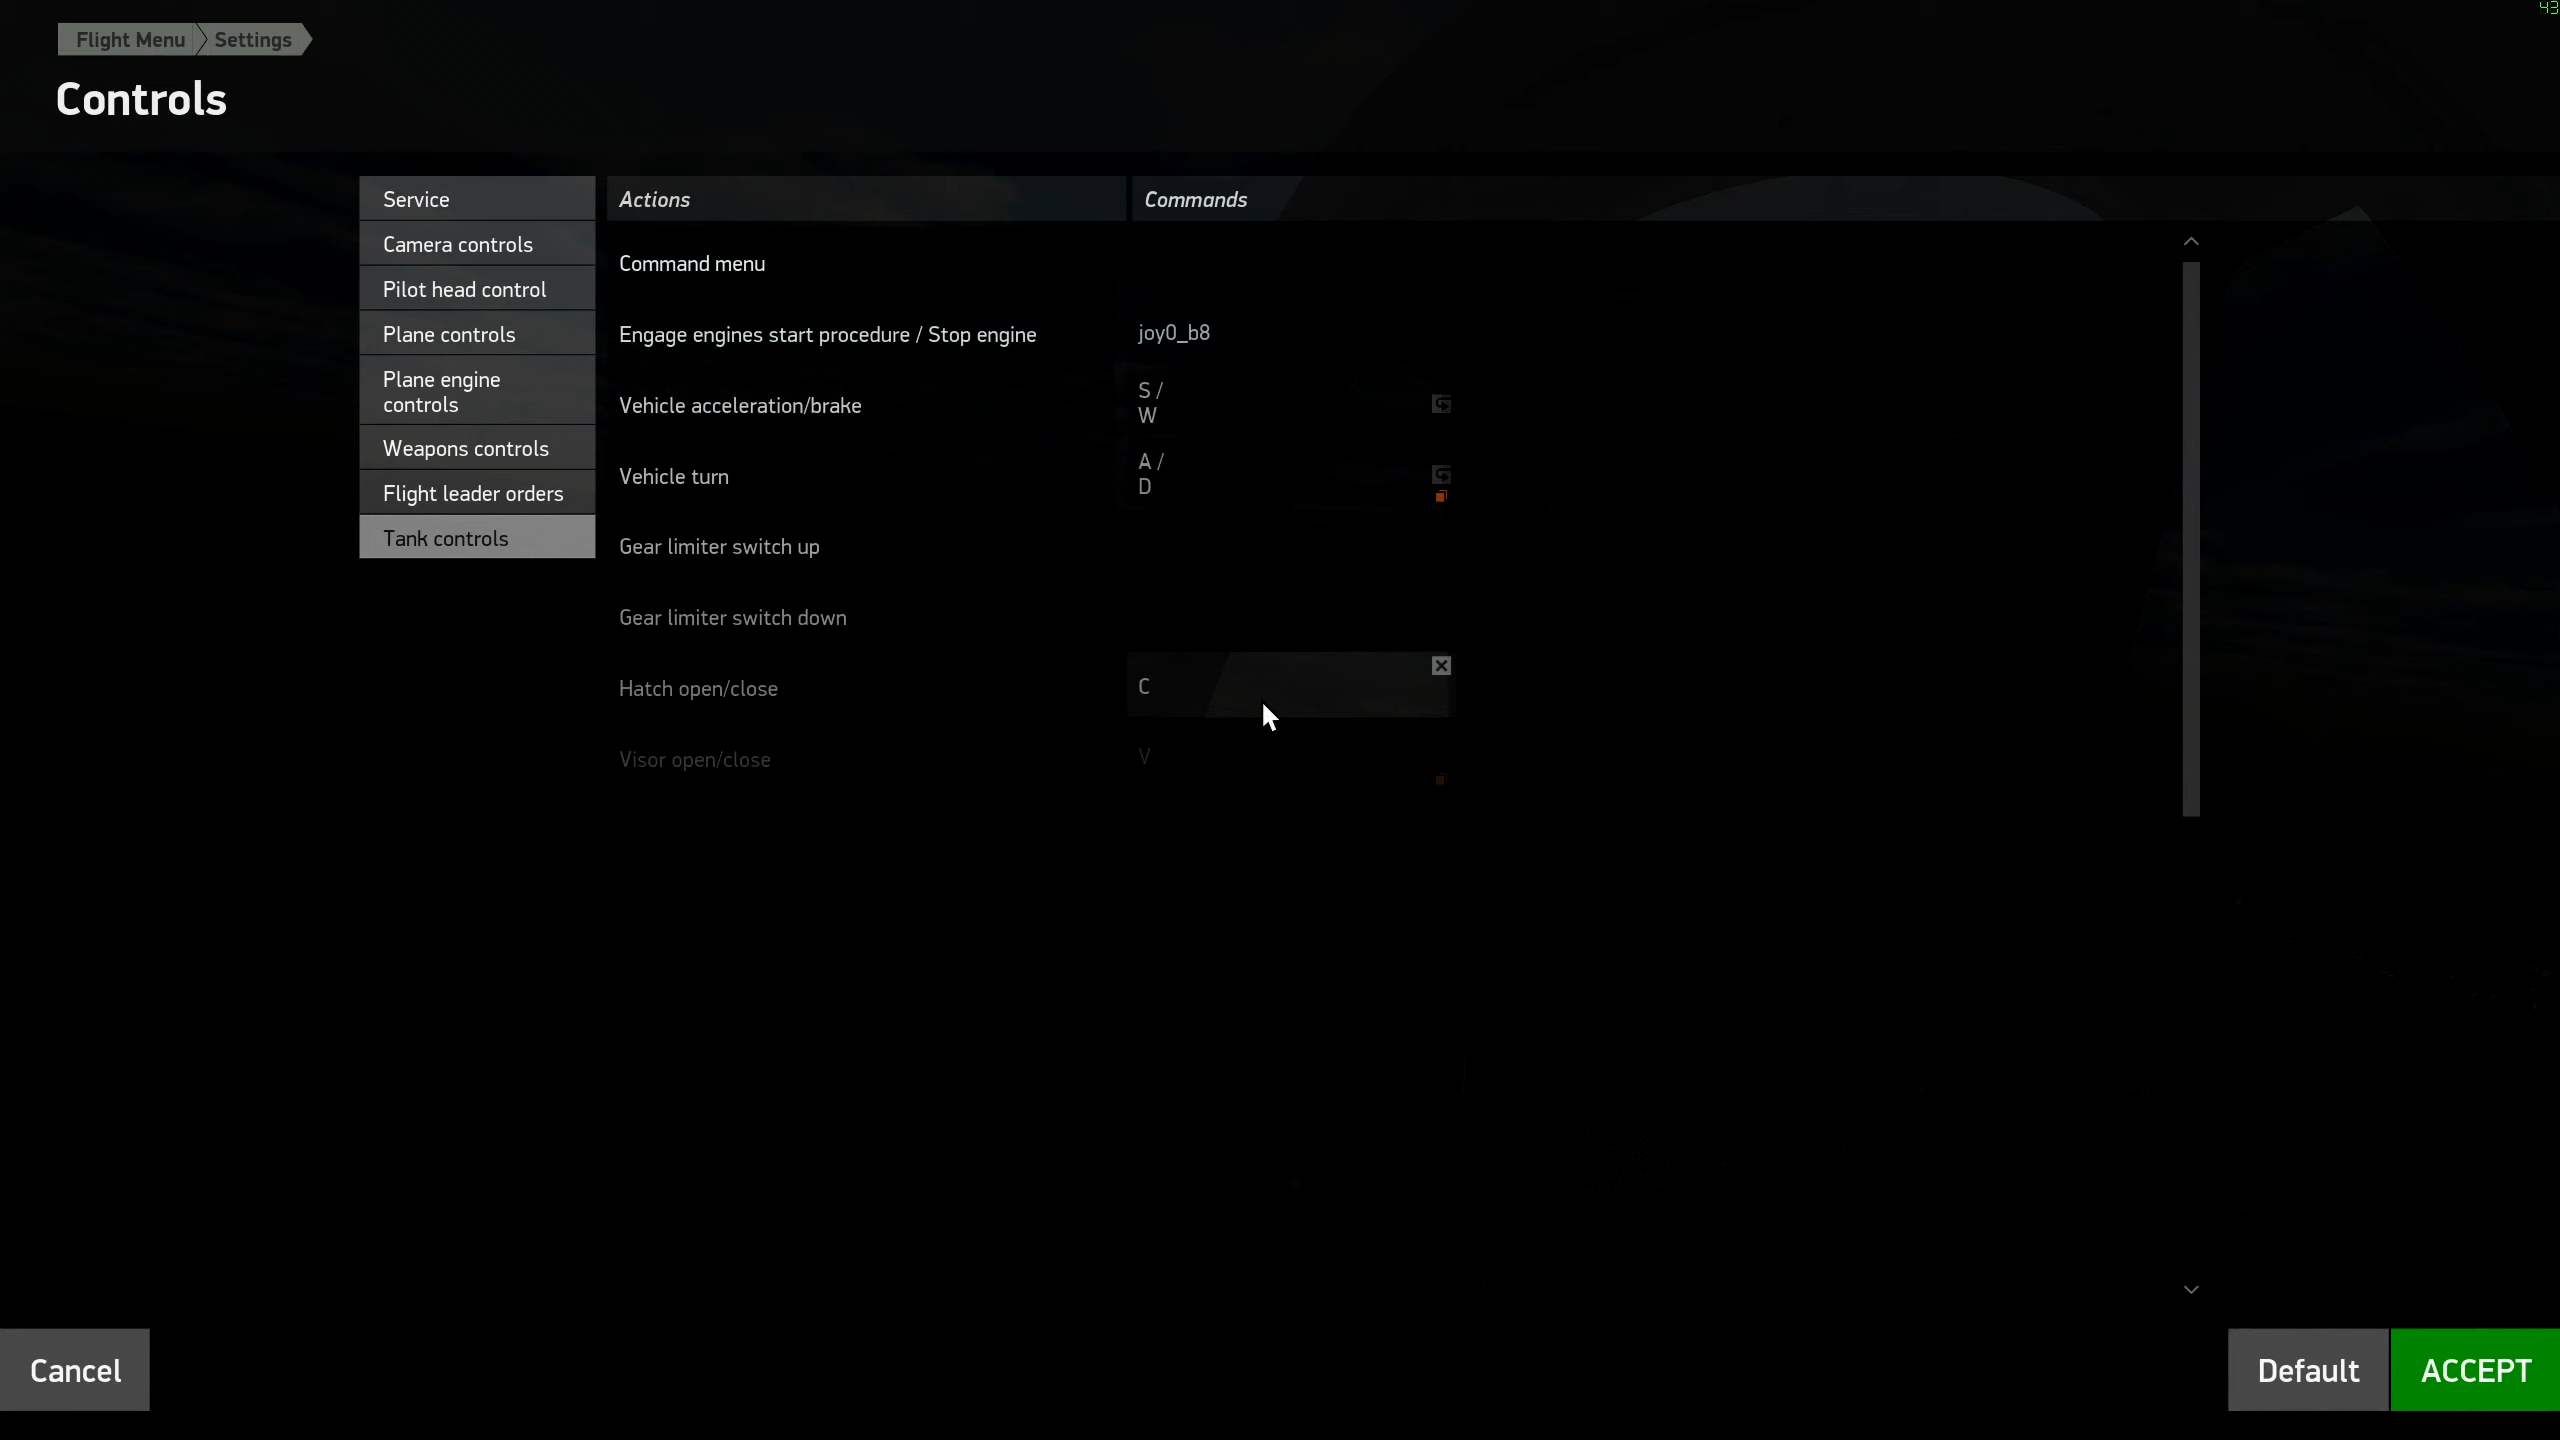 43
Flight Menu
Settings
Controls
Service
Camera controls
Pilot head control
Plane controls
Plane engine
controls
Weapons controls
Flight leader orders
Tank controls
Actions
Commands
Command menu
Engage engines start procedure / Stop engine
joy0_b8
Vehicle acceleration/brake
S /
W
Vehicle turn
A /
D
Gear limiter switch up
Gear limiter switch down
Hatch open/close
C
Visor open/close
V
Cancel
Default
ACCEPT